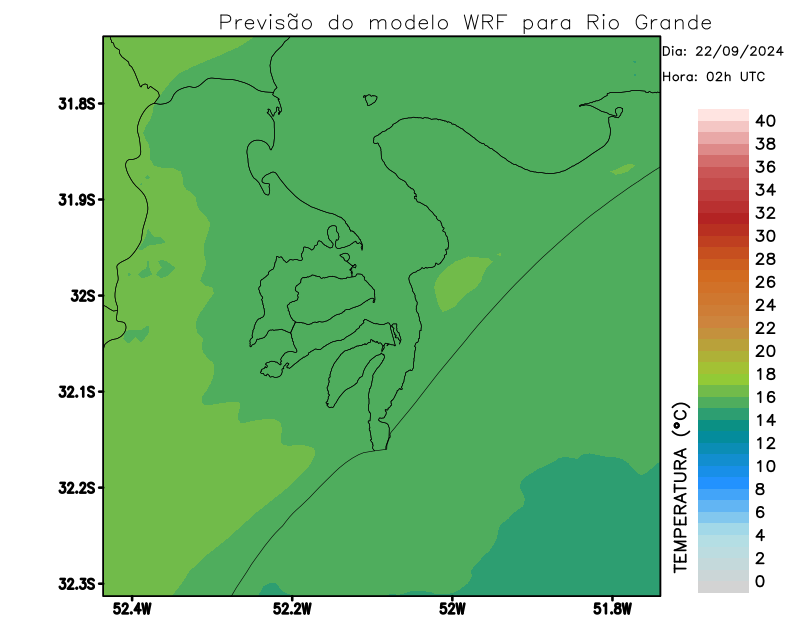 Previsão do modelo WRF para Rio Grande
Dia: 22/09/2024
Hora: 02h UTC
31.8S
31.9S
32S
32.1S
32.2S
32.3S
52.4W
52.2W
52W
51.8W
TEMPERATURA (°C)
40
38
36
34
32
30
28
26
24
22
20
18
16
14
12
10
8
6
4
2
0